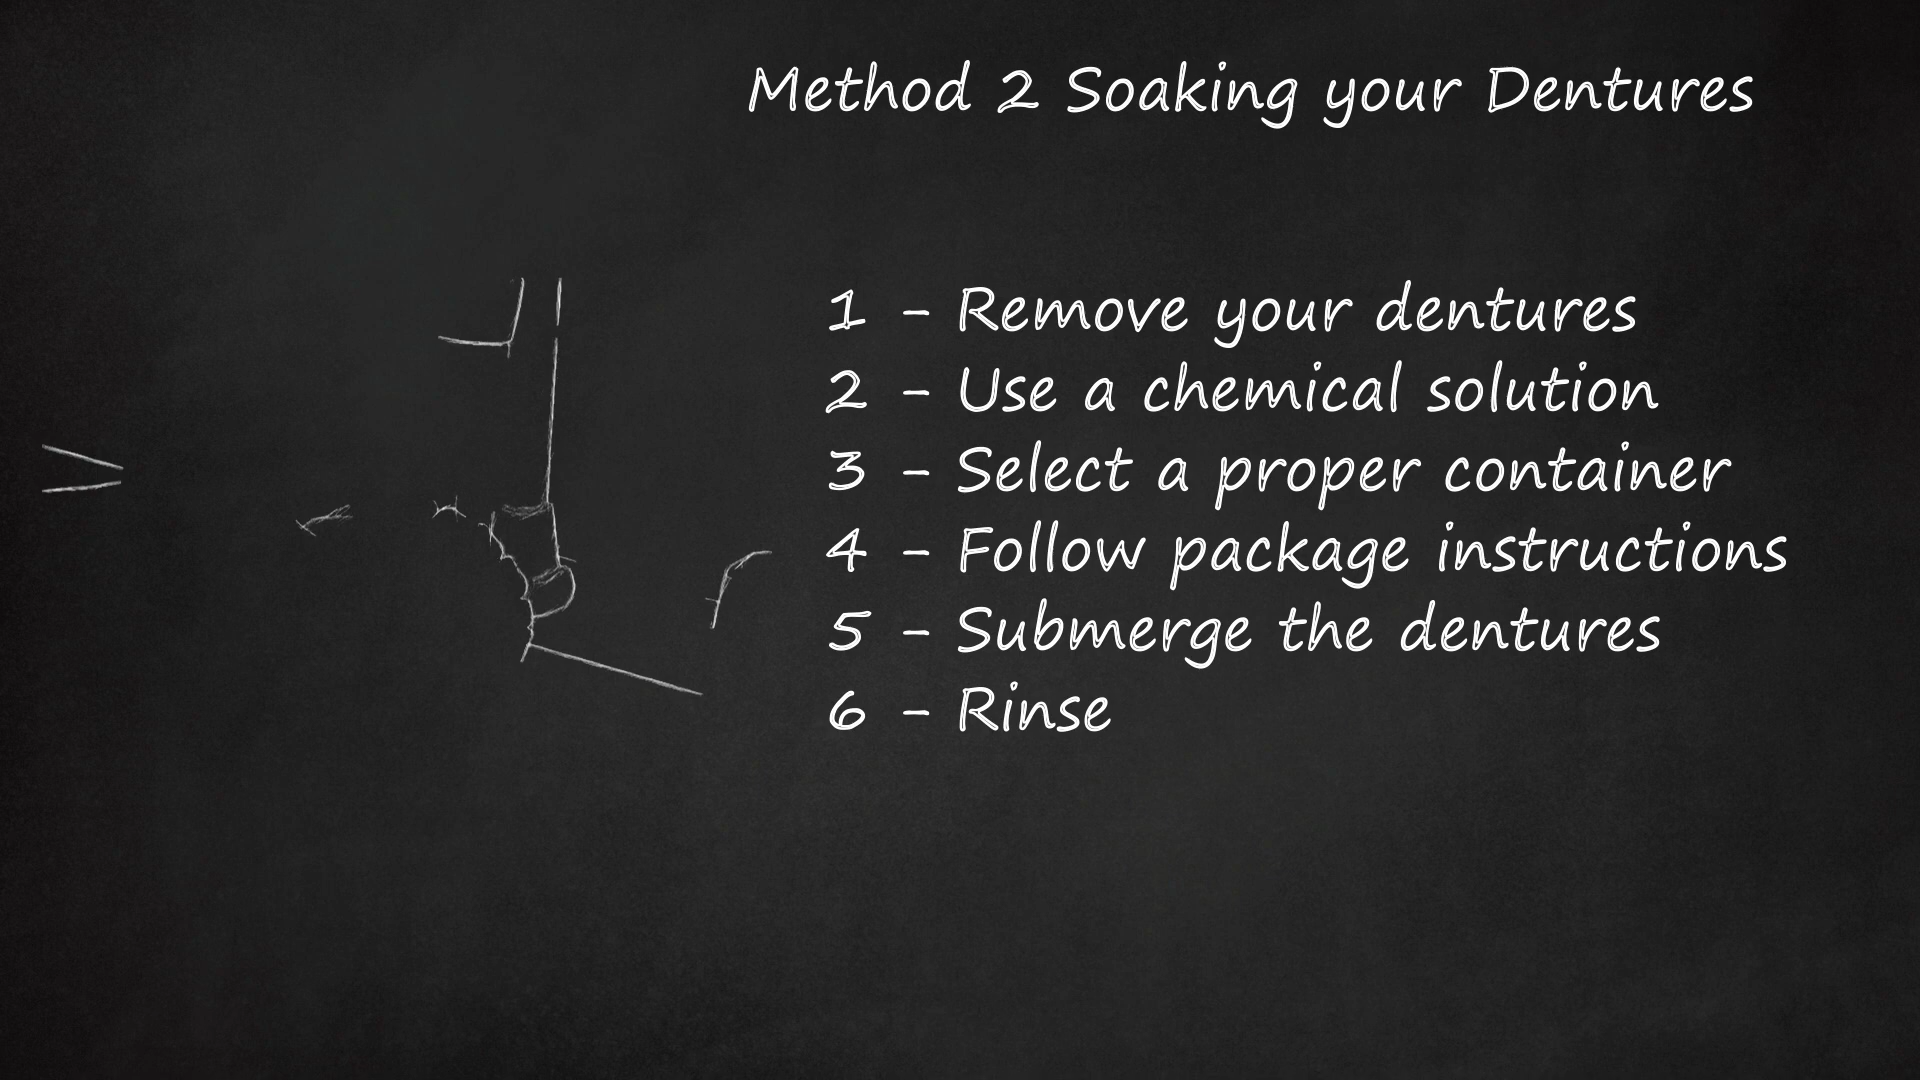 Method 2 Soaking your Dentures
1 - Remove your dentures
2 - Use a chemical solution
3 - Select a proper container
4 - Follow package instructions
5 - Submerge the dentures
6 - Rinse